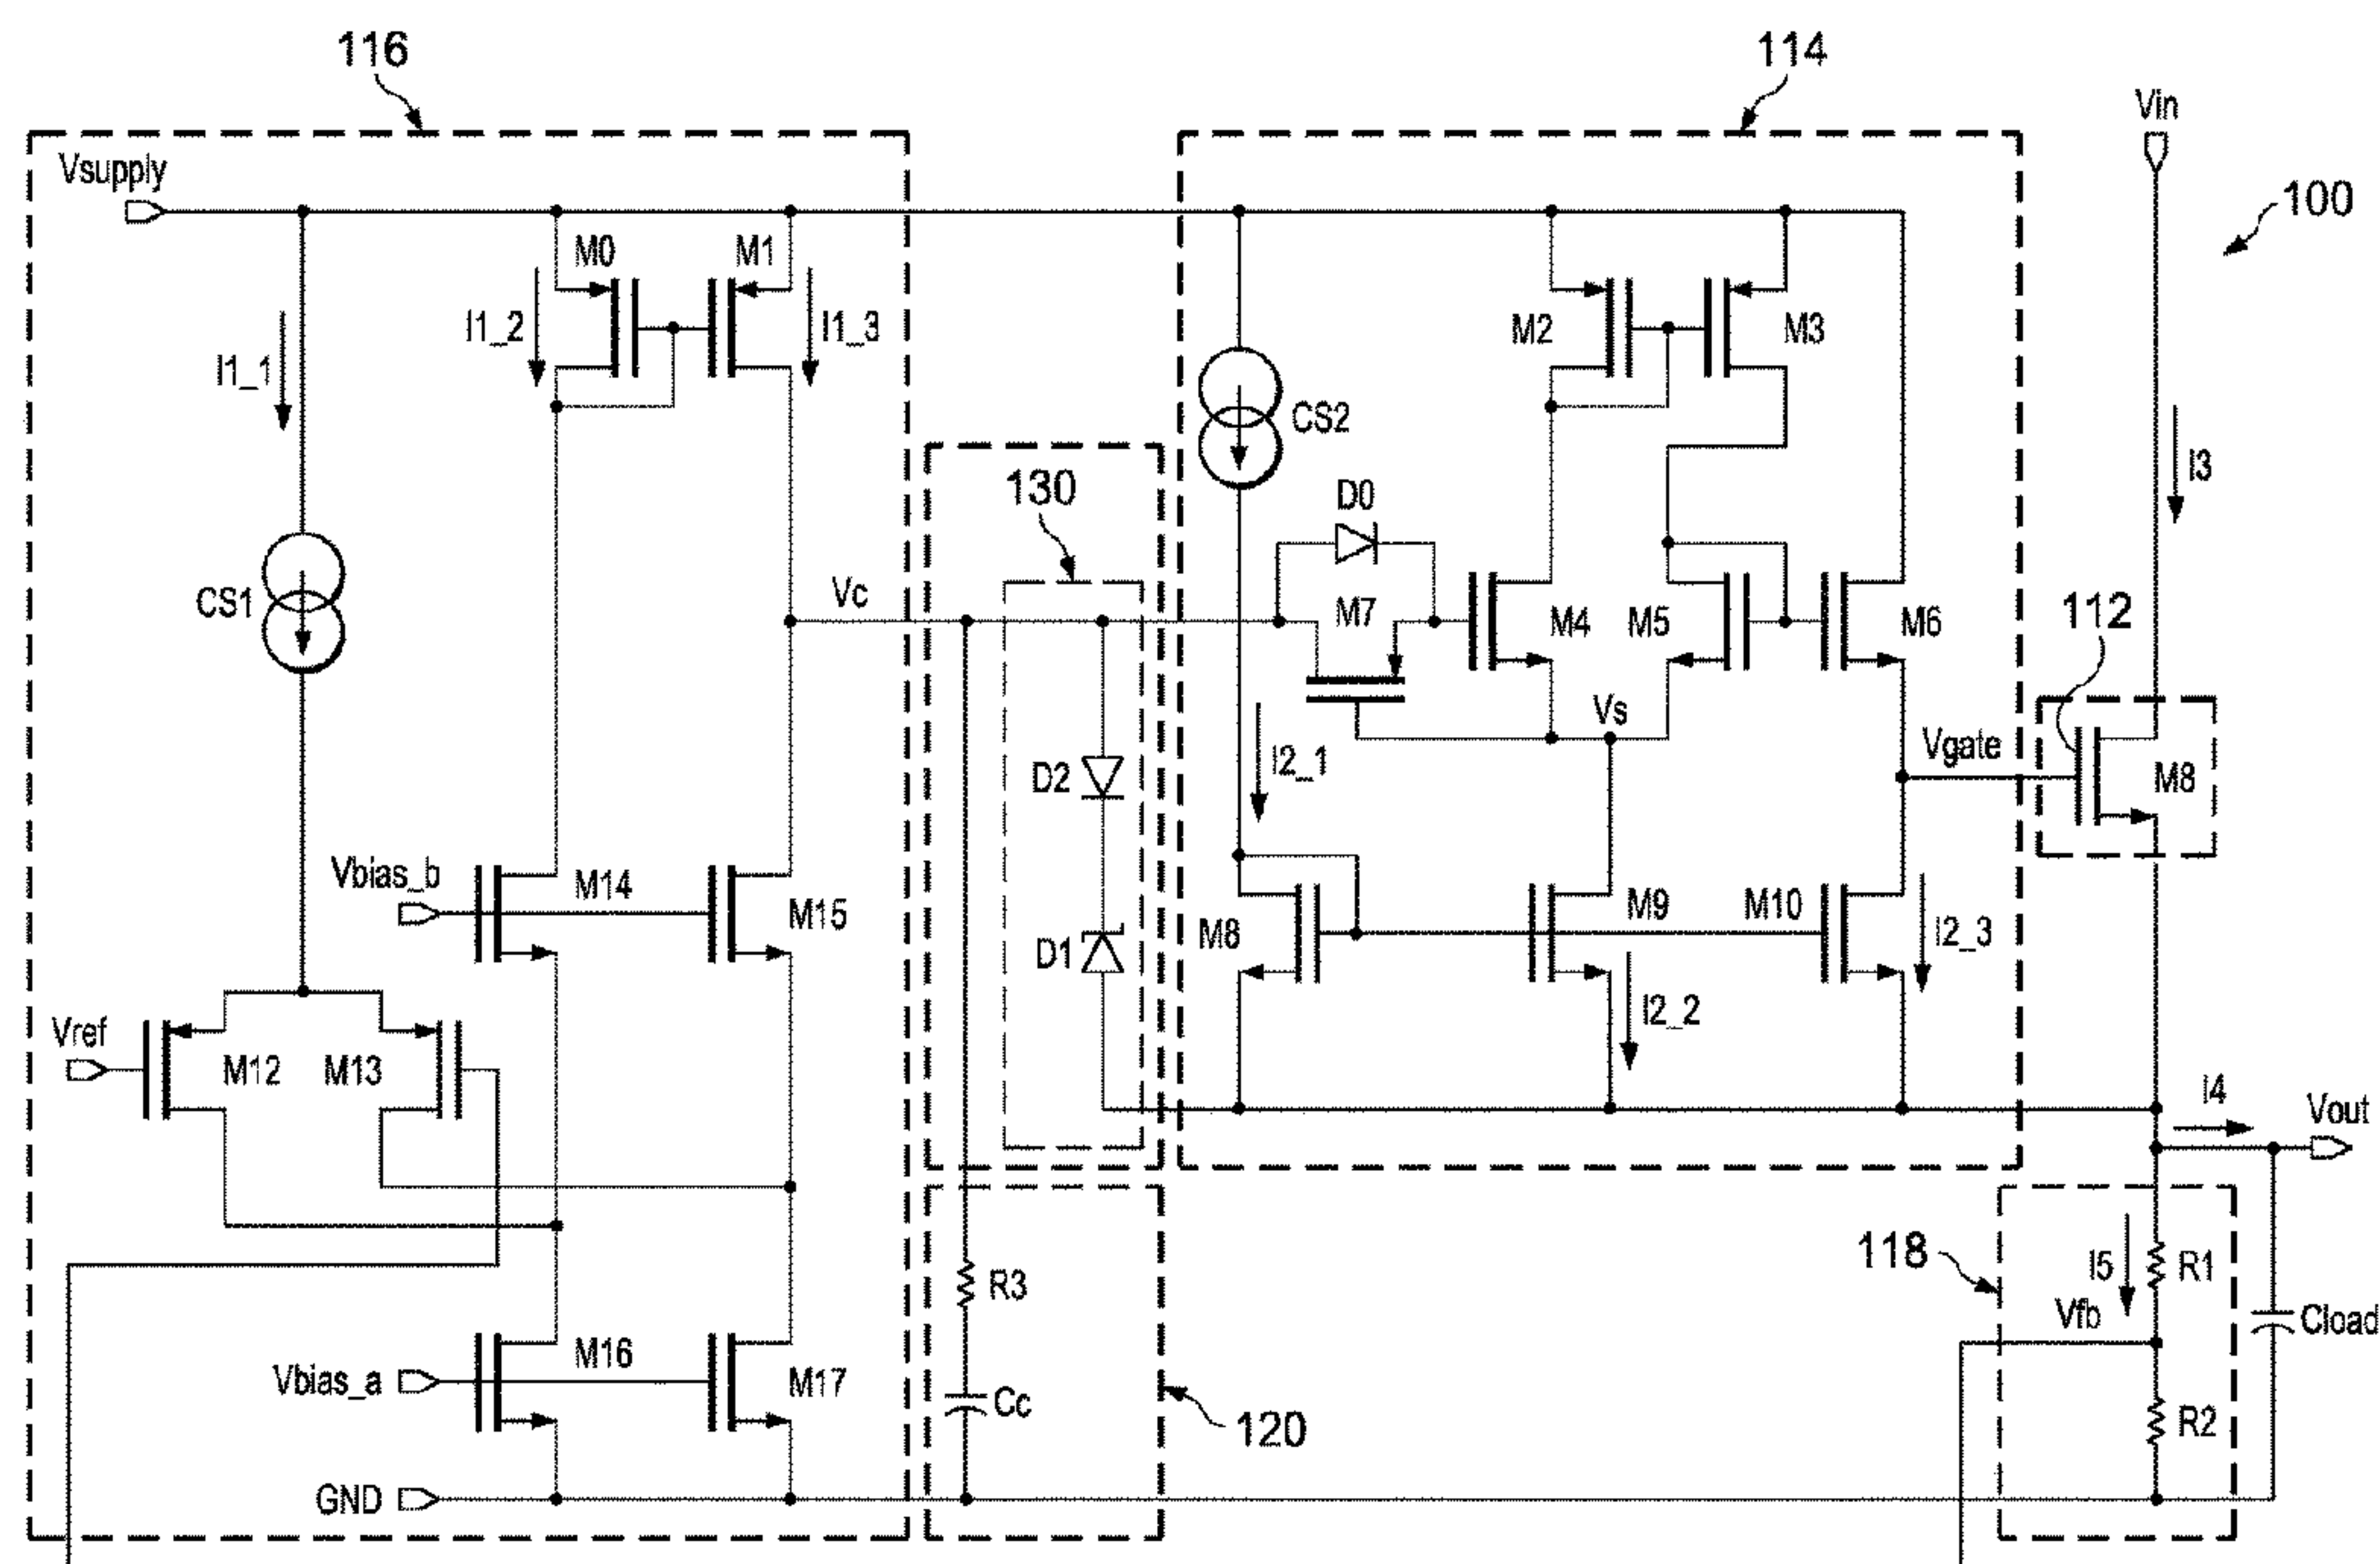 116
114
Vin
Vsupply
100
M0
M1
I1_2
I1_3
I1_1
M2
M3
CS2
I3
130
D0
CS1
Vc
M7
M4
M5
M6
112
Vs
I2_1
Vgate
D2
M8
Vbias_b
M14
M15
M8
D1
M9
M10
I2_3
I2_2
Vref
M12
M13
I4
Vout
118
I5
R1
R3
Vfb
Cload
M16
Vbias_a
M17
Cc
120
R2
GND